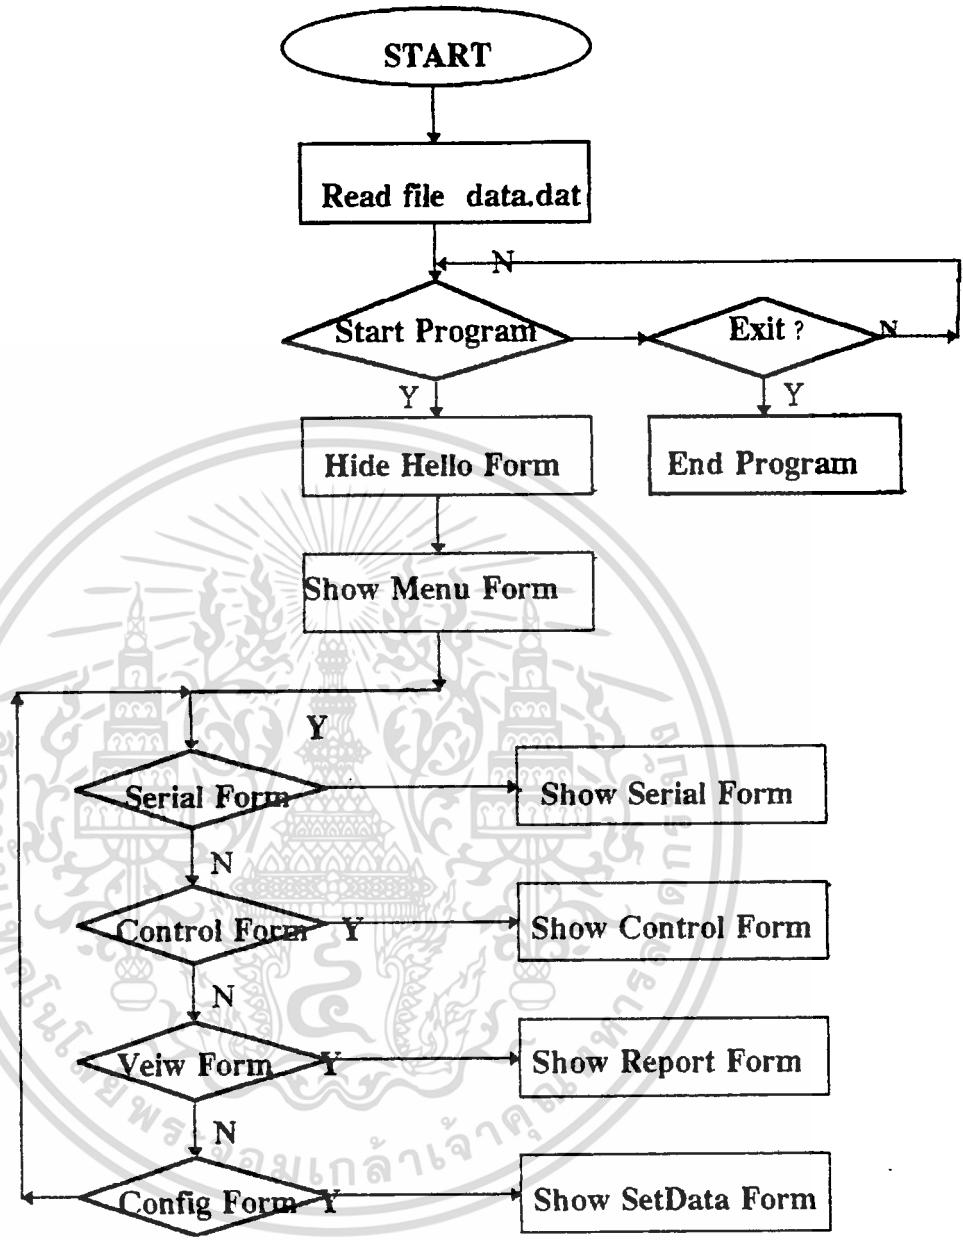 START
Read file data.dat
N
Start Program
Exit ?
N
Y
Y
Hide Hello Form
End Program
Show Menu Form
Y
Serial Form
Show Serial Form
N
Control Form
Y
Show Control Form
N
Veiw Form
Y
Show Report Form
N
Config Form
Y
Show SetData Form